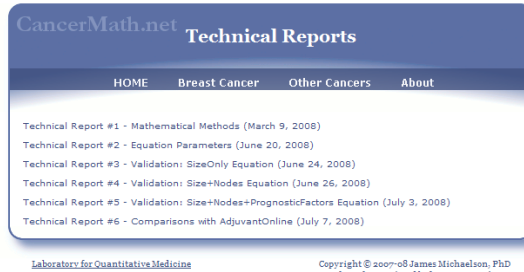 CancerMath.net
Technical Reports
HOME Breast Cancer Other Cancers About
Technical Report #1 - Mathematical Methods (March 9, 2008)
Technical Report #2 - Equation Parameters (June 20, 2008)
Technical Report #3 - Validation: SizeOnly Equation (June 24, 2008)
Technical Report #4 - Validation: Size+Nodes Equation (June 26, 2008)
Technical Report #5 - Validation: Size+Nodes+PrognosticFactors Equation (July 3, 2008)
Technical Report #6 - Comparisons with AdjuvantOnline (July 7, 2008)
Laboratory for Quantitative Medicine Copyright © 2007-08 James Michaelson, PhD